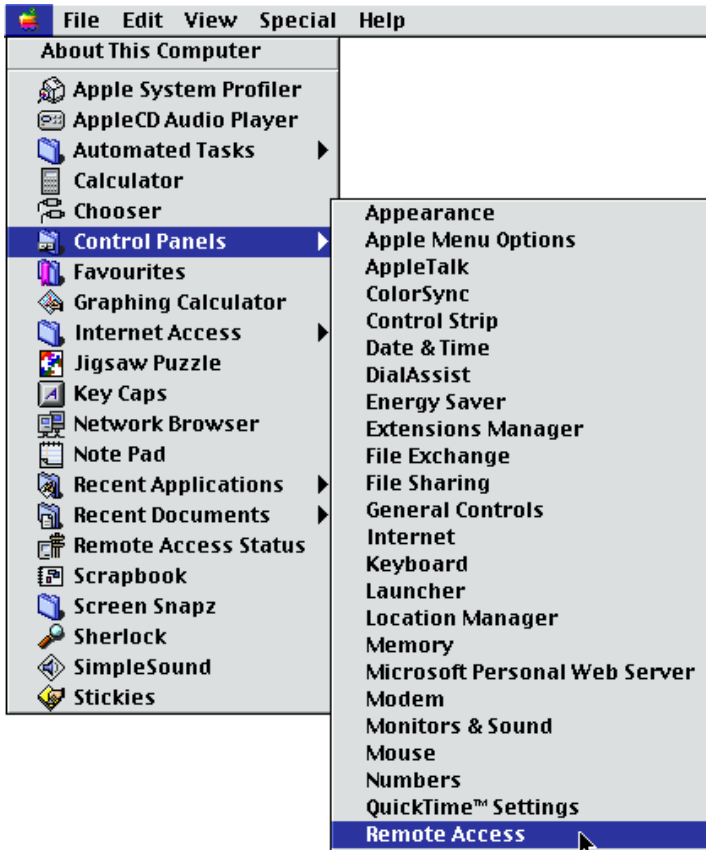 File Edit View Special Help
About This Computer
Apple System Profiler
AppleCD Audio Player
Automated Tasks
Calculator
Chooser
Control Panels
Favourites
Graphing Calculator
Internet Access
Jigsaw Puzzle
Key Caps
Network Browser
Note Pad
Recent Applications
Recent Documents
Remote Access Status
Scrapbook
Screen Snapz
Sherlock
SimpleSound
Stickies
Appearance
Apple Menu Options
AppleTalk
ColorSync
Control Strip
Date & Time
DialAssist
Energy Saver
Extensions Manager
File Exchange
File Sharing
General Controls
Internet
Keyboard
Launcher
Location Manager
Memory
Microsoft Personal Web Server
Modem
Monitors & Sound
Mouse
Numbers
QuickTime™ Settings
Remote Access